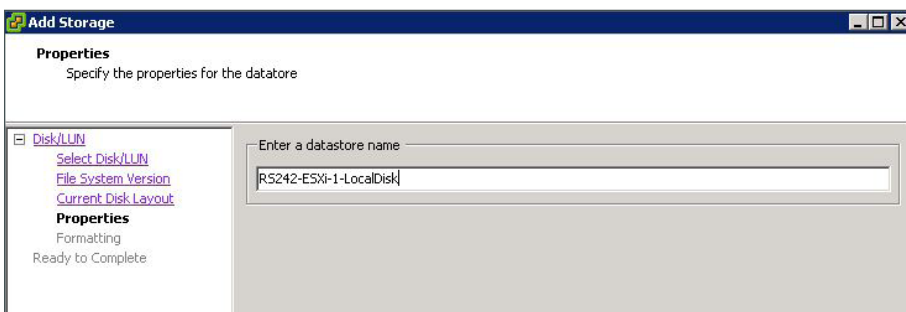 Add Storage
Properties
Specify the properties for the datatore
Disk/LUN
Select Disk/LUN
File System Version
Current Disk Layout
Properties
Formatting
Ready to Complete
Enter a datastore name
RS242-ESXi-1-LocalDisk